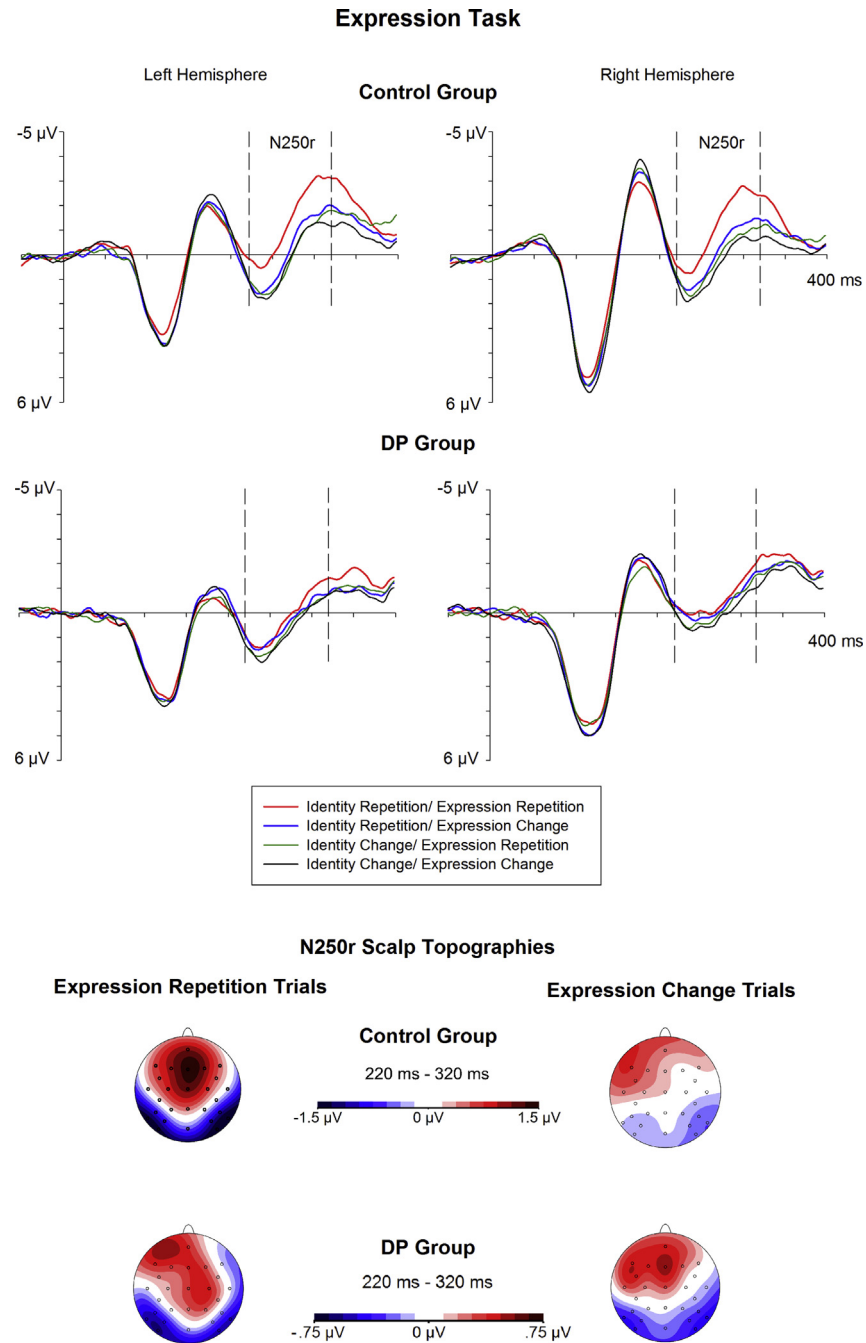 Expression Task
Left Hemisphere
Right Hemisphere
Control Group
-5 µV
N250r
-5 µV
N250r
400 ms
6 µV
6 µV
DP Group
-5 µV
-5 µV
400 ms
6 µV
6 µV
Identity Repetition/ Expression Repetition
Identity Repetition/ Expression Change
Identity Change/ Expression Repetition
Identity Change/ Expression Change
N250r Scalp Topographies
Expression Repetition Trials
Expression Change Trials
Control Group
220 ms - 320 ms
-1.5 µV 0 µV 1.5 µV
DP Group
220 ms - 320 ms
-.75 µV 0 µV .75 µV